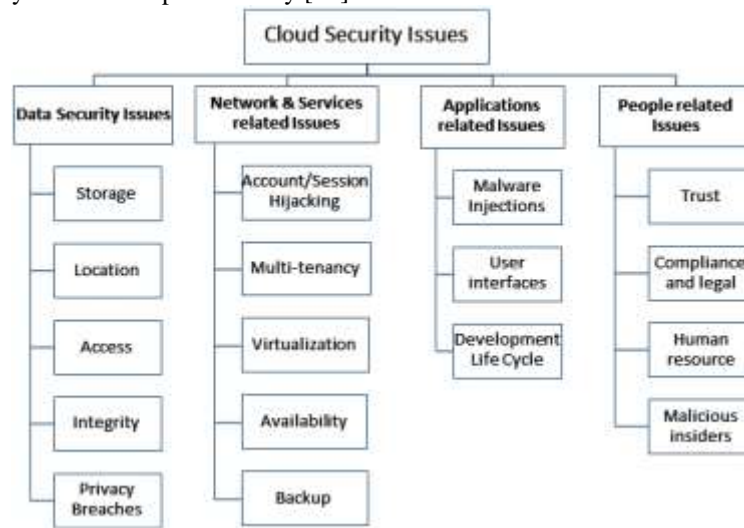 Cloud Security Issues
Data Security Issues
Storage
Location
Access
Integrity
Privacy
Breaches
Network & Services
related Issues
Account/Session
Hijacking
Multi-tenancy
Virtualization
Availability
Backup
Applications
related Issues
Malware
Injections
User
interfaces
Development
Life Cycle
People related
Issues
Trust
Compliance
and legal
Human
resource
Malicious
insiders